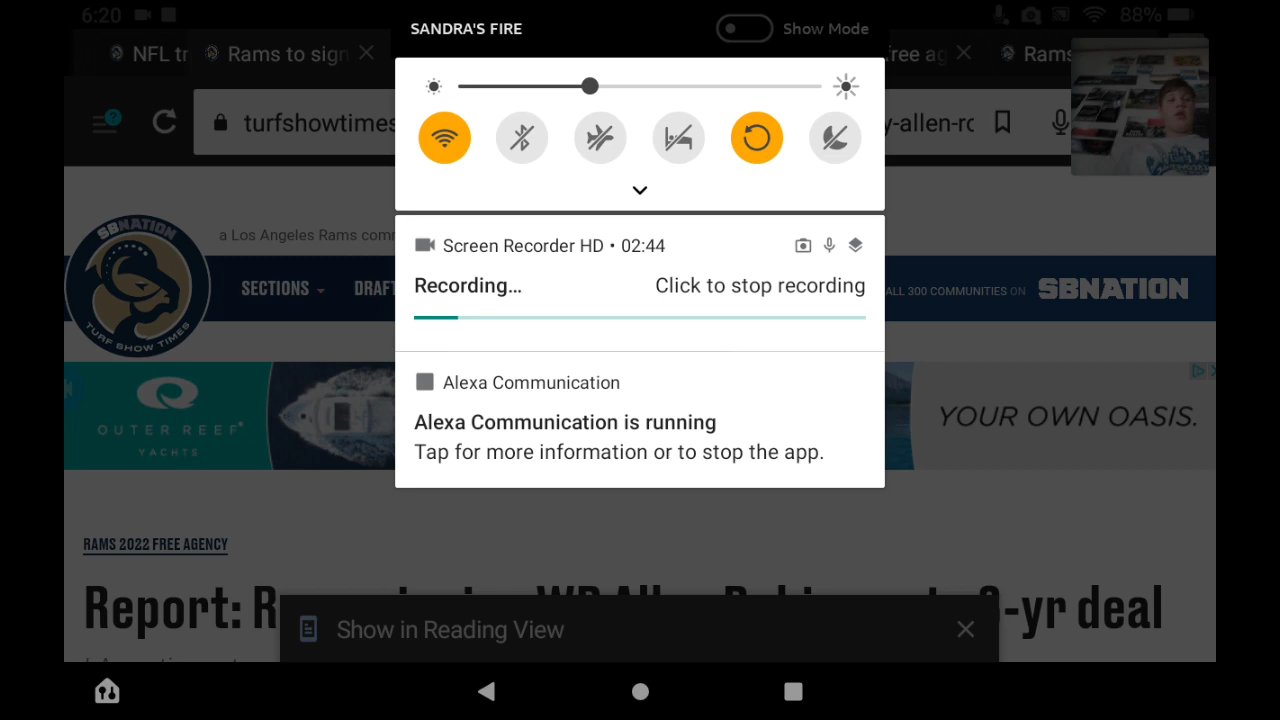 6:20
88%
SANDRA'S FIRE
Show Mode
NFL tr
Rams to sign
ree ag
Rams
turfshowtimes
y-allen-ro
Screen Recorder HD • 02:44
Recording...
Click to stop recording
Alexa Communication
Alexa Communication is running
Tap for more information or to stop the app.
SBNATION
TURF SHOW TIMES
a Los Angeles Rams com
SECTIONS
DRAFT
ALL 300 COMMUNITIES ON
SBNATION
OUTER REEF
YACHTS
YOUR OWN OASIS.
RAMS 2022 FREE AGENCY
Report: R
-yr deal
Show in Reading View